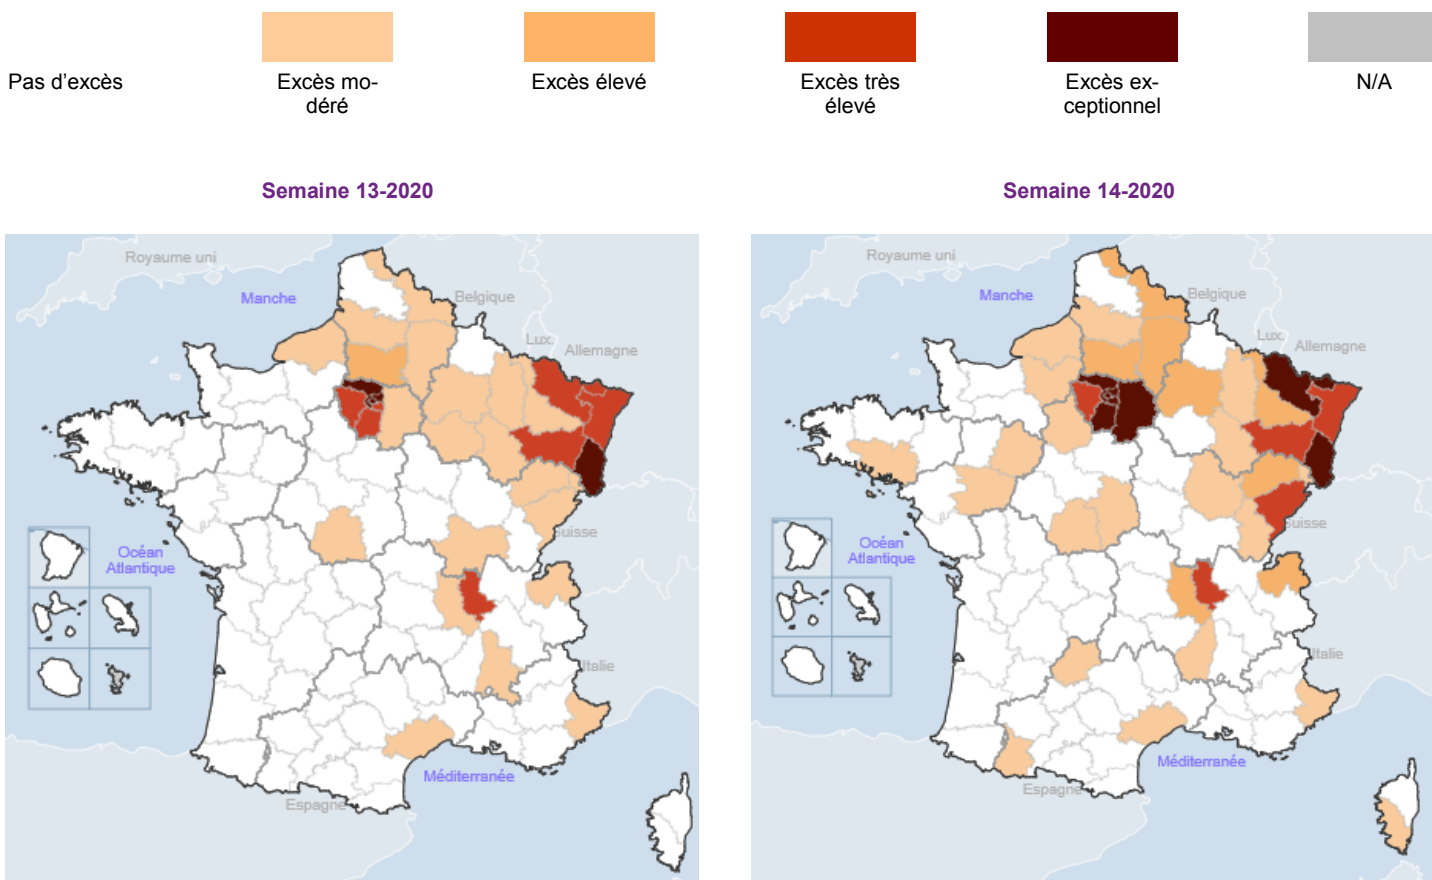 Pas d'excès
Excès mo-
déré
Excès élevé
Excès très
élevé
Excès ex-
ceptionnel
N/A
Semaine 13-2020
Semaine 14-2020
Royaume uni
Manche
Belgique
Lux.
Allemagne
Suisse
Océan
Atlantique
Italie
Méditerranée
Espagne
Royaume uni
Manche
Belgique
Lux.
Allemagne
Suisse
Océan
Atlantique
Italie
Méditerranée
Espagne